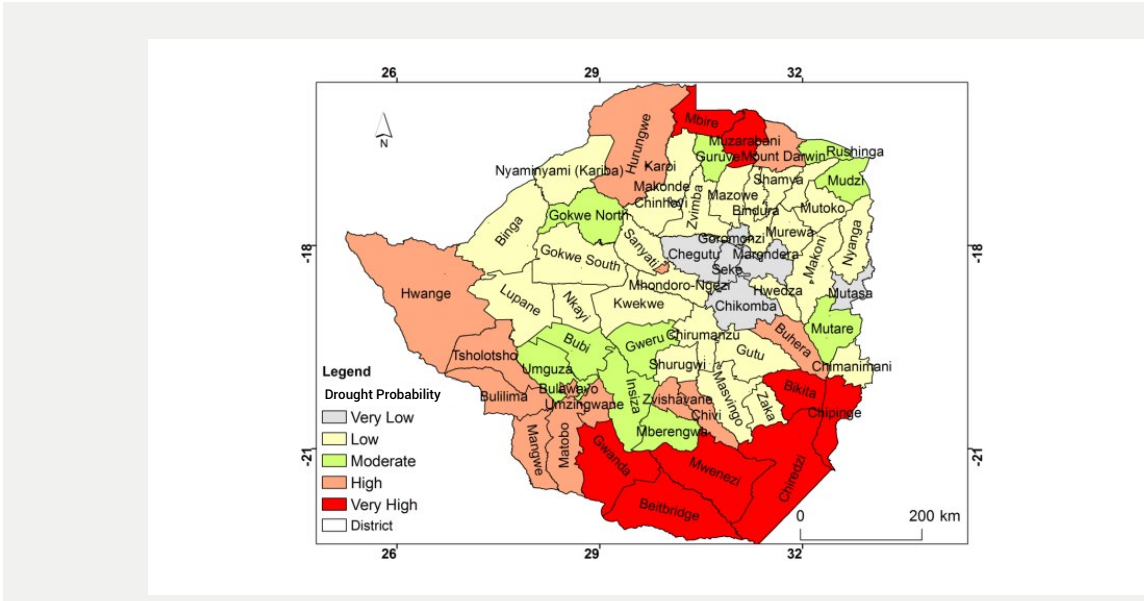 26 29 32
N
Mbire
Hurungwe
Muzarabani
Rushinga
Guruve Mount Darwin
Nyaminyami (Kariba) Karoi
Shamva Mudzi
Makonde
Zvimba
Mazowe
Chinhoyi
Bindura
Mutoko
Gokwe North
Binga
Sanyati
Goromonzi
Murewa
Makoni
Nyanga
-18 -18
Chegutu
Marondera
Gokwe South
Seke
Hwange
Mhondoro-Ngezi
Hwedza
Mutasa
Lupane
Nkayi
Kwekwe
Chikomba
Mutare
Bubi
Gweru
Chirumanzu
Buhera
Tsholotsho
Gutu
Umguza
Shurugwi
Chimanimani
Legend
Drought Probability
Very Low
Low
Moderate
High
Very High
District
Bulawayo
Bulilima
Umzingwane
Insiza
Zvishavane
Masvingo
Zaka
Bikita
Chipinge
Chivi
Mangwe
Matobo
Mberengwa
Gwanda
Mwenezi
-21 -21
Chiredzi
Beitbridge
0 200 km
26 29 32